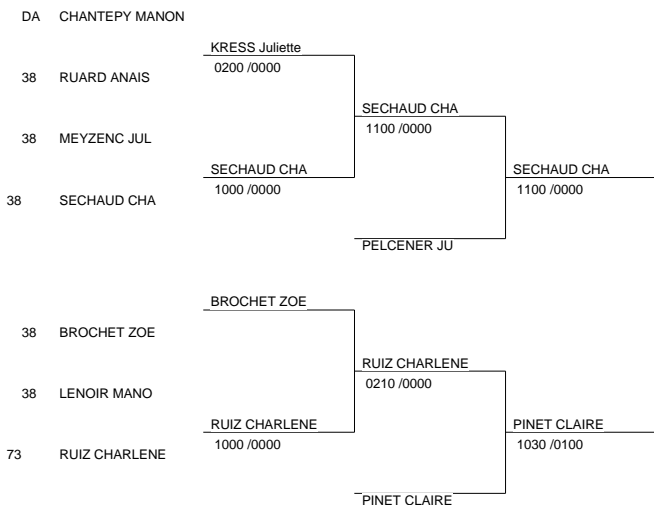 DA CHANTEPY MANON
KRESS Juliette
0200 /0000
38 RUARD ANAIS
SECHAUD CHA
1100 /0000
38 MEYZENC JUL
SECHAUD CHA
1000 /0000
SECHAUD CHA
1100 /0000
38 SECHAUD CHA
PELCENER JU
BROCHET ZOE
38 BROCHET ZOE
RUIZ CHARLENE
0210 /0000
38 LENOIR MANO
RUIZ CHARLENE
1000 /0000
PINET CLAIRE
1030 /0100
73 RUIZ CHARLENE
PINET CLAIRE